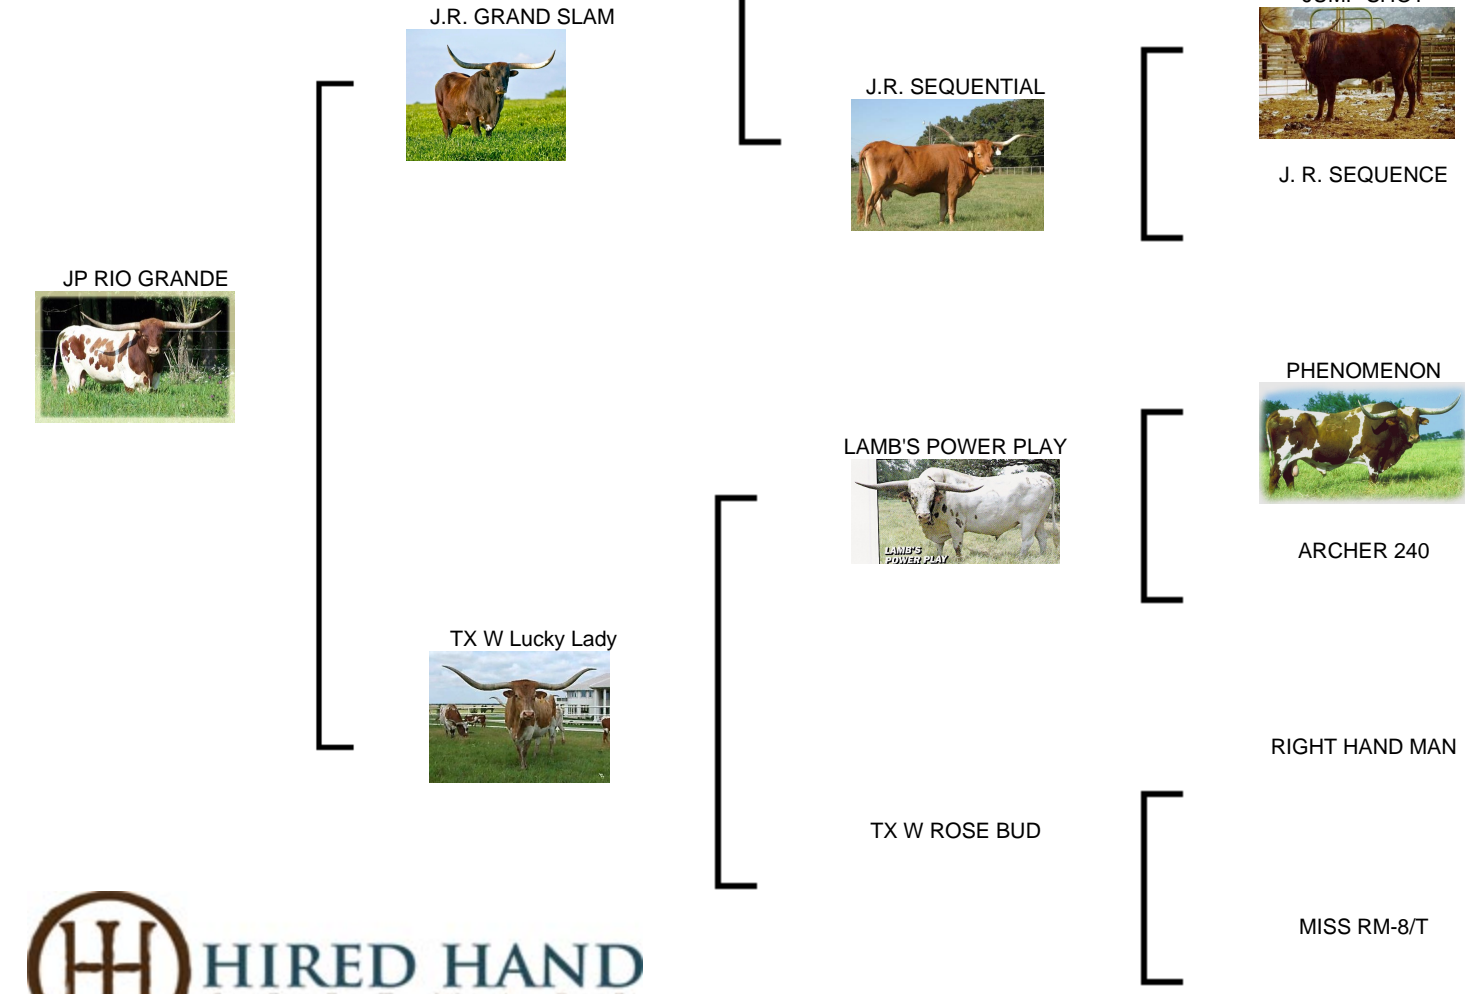 J.R. GRAND SLAM
J.R. SEQUENTIAL
J. R. SEQUENCE
JP RIO GRANDE
PHENOMENON
LAMB'S POWER PLAY
LAMB'S
POWER PLAY
ARCHER 240
TX W Lucky Lady
RIGHT HAND MAN
TX W ROSE BUD
MISS RM-8/T
HIRED HAND